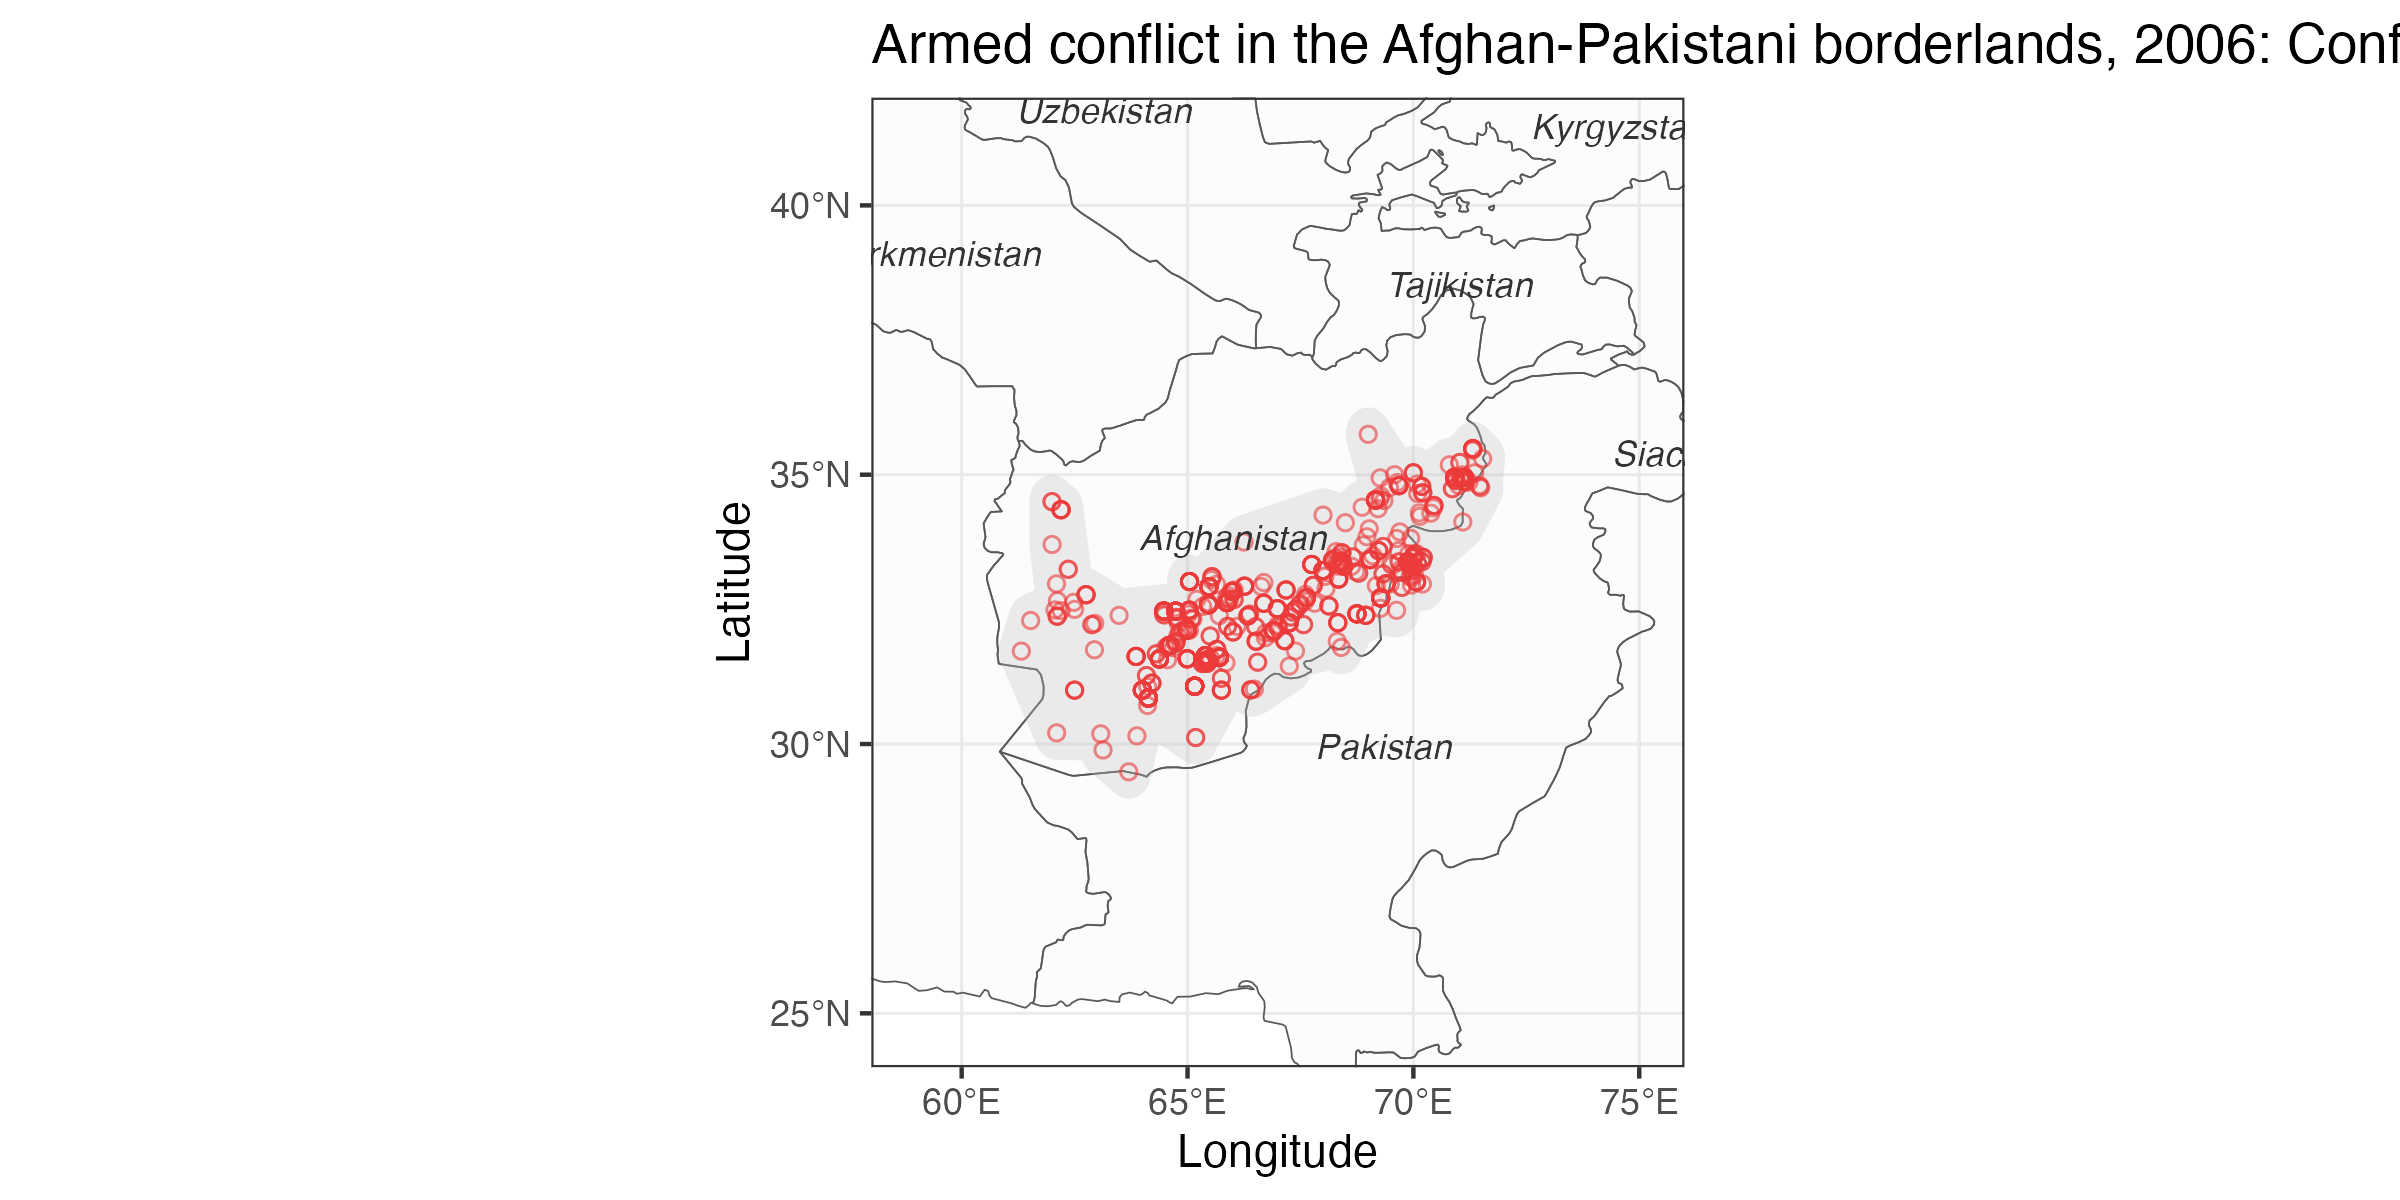 Armed conflict in the Afghan-Pakistani borderlands, 2006: Conf
Uzbekistan
Kyrgyzsta
40°N
rkmenistan
Tajikistan
35°N
Siac
Afghanistan
Latitude
30°N
Pakistan
25°N
60°E 65°E 70°E 75°E
Longitude